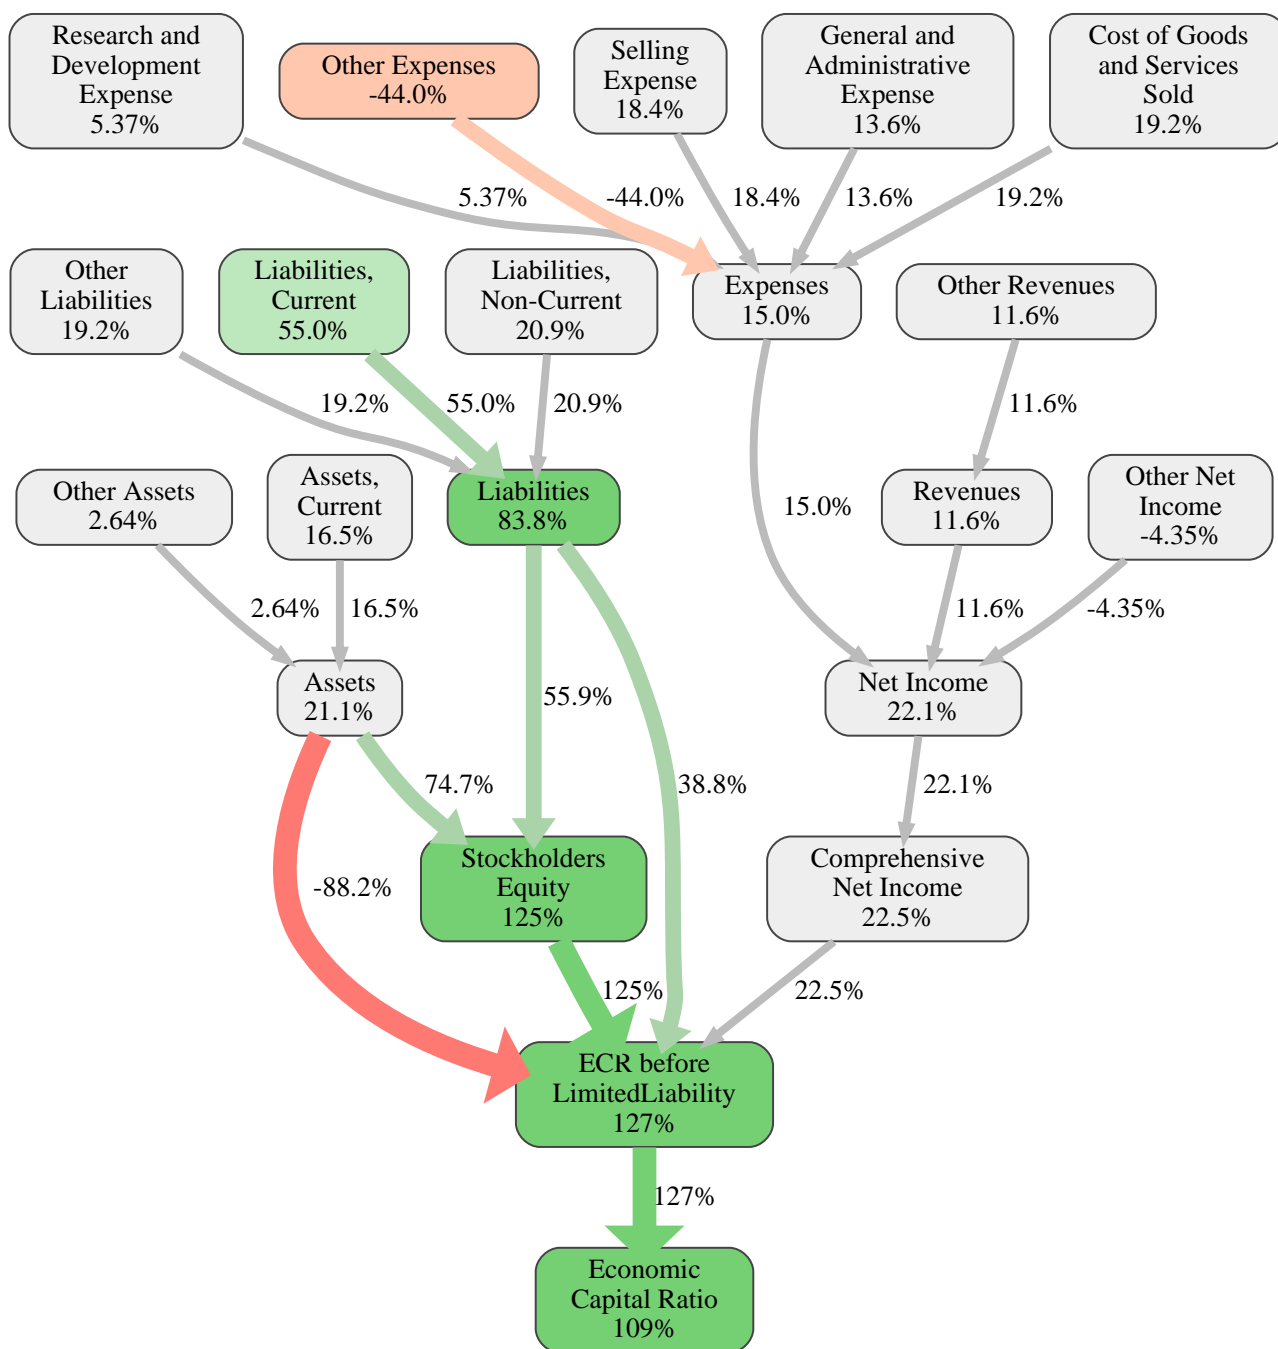 Research and
Development
Expense
5.37%
Other Expenses
-44.0%
Selling
Expense
18.4%
General and
Administrative
Expense
13.6%
Cost of Goods
and Services
Sold
19.2%
5.37%
-44.0%
18.4%
13.6%
19.2%
Other
Liabilities
19.2%
Liabilities,
Current
55.0%
Liabilities,
Non-Current
20.9%
Expenses
15.0%
Other Revenues
11.6%
19.2%
55.0%
20.9%
11.6%
Other Assets
2.64%
Assets,
Current
16.5%
Liabilities
83.8%
15.0%
Revenues
11.6%
Other Net
Income
-4.35%
2.64%
16.5%
11.6%
-4.35%
Assets
21.1%
55.9%
Net Income
22.1%
74.7%
38.8%
22.1%
-88.2%
Stockholders
Equity
125%
Comprehensive
Net Income
22.5%
125%
22.5%
ECR before
LimitedLiability
127%
127%
Economic
Capital Ratio
109%